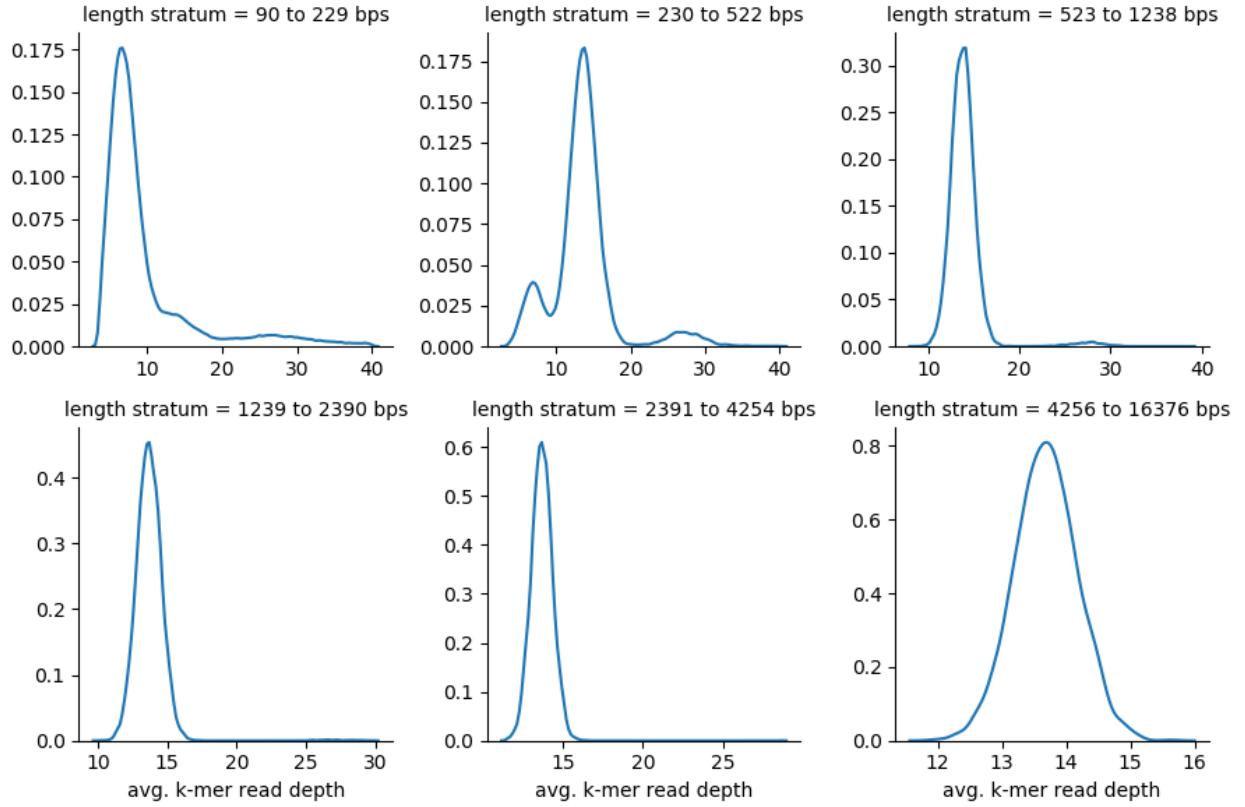 length stratum = 90 to 229 bps
0.175
0.150
0.125
0.100
0.075
0.050
0.025
0.000
10 20 30 40
length stratum = 230 to 522 bps
0.175
0.150
0.125
0.100
0.075
0.050
0.025
0.000
10 20 30 40
length stratum = 523 to 1238 bps
0.30
0.25
0.20
0.15
0.10
0.05
0.00
10 20 30 40
length stratum = 1239 to 2390 bps
0.4
0.3
0.2
0.1
0.0
10 15 20 25 30
avg. k-mer read depth
length stratum = 2391 to 4254 bps
0.6
0.5
0.4
0.3
0.2
0.1
0.0
15 20 25
avg. k-mer read depth
length stratum = 4256 to 16376 bps
0.8
0.6
0.4
0.2
0.0
12 13 14 15 16
avg. k-mer read depth